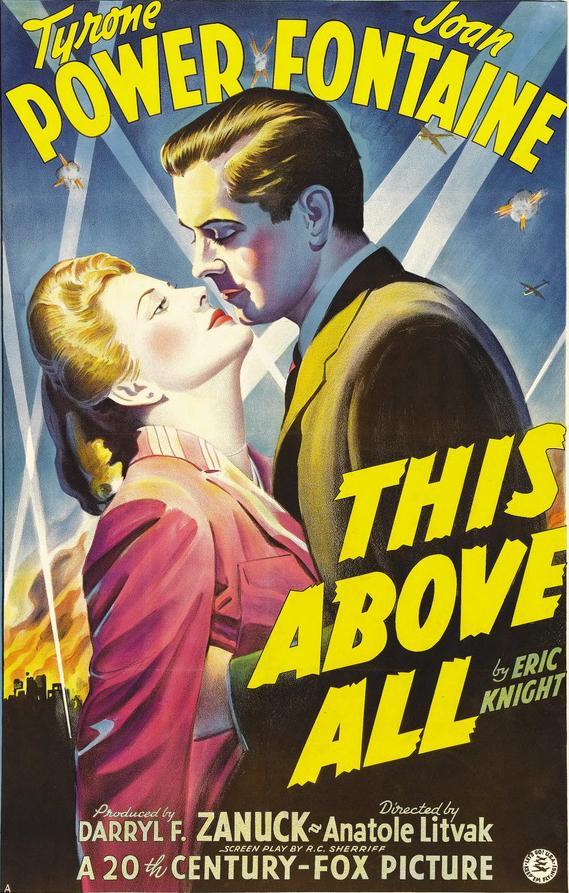 Tyrone Joan
POWER FONTAINE
THIS
ABOVE
ALL
by ERIC
KNIGHT
Produced by Directed by
DARRYL F. ZANUCK ~ Anatole Litvak
SCREEN PLAY BY R.C. SHERRIFF
A 20th CENTURY-FOX PICTURE
A